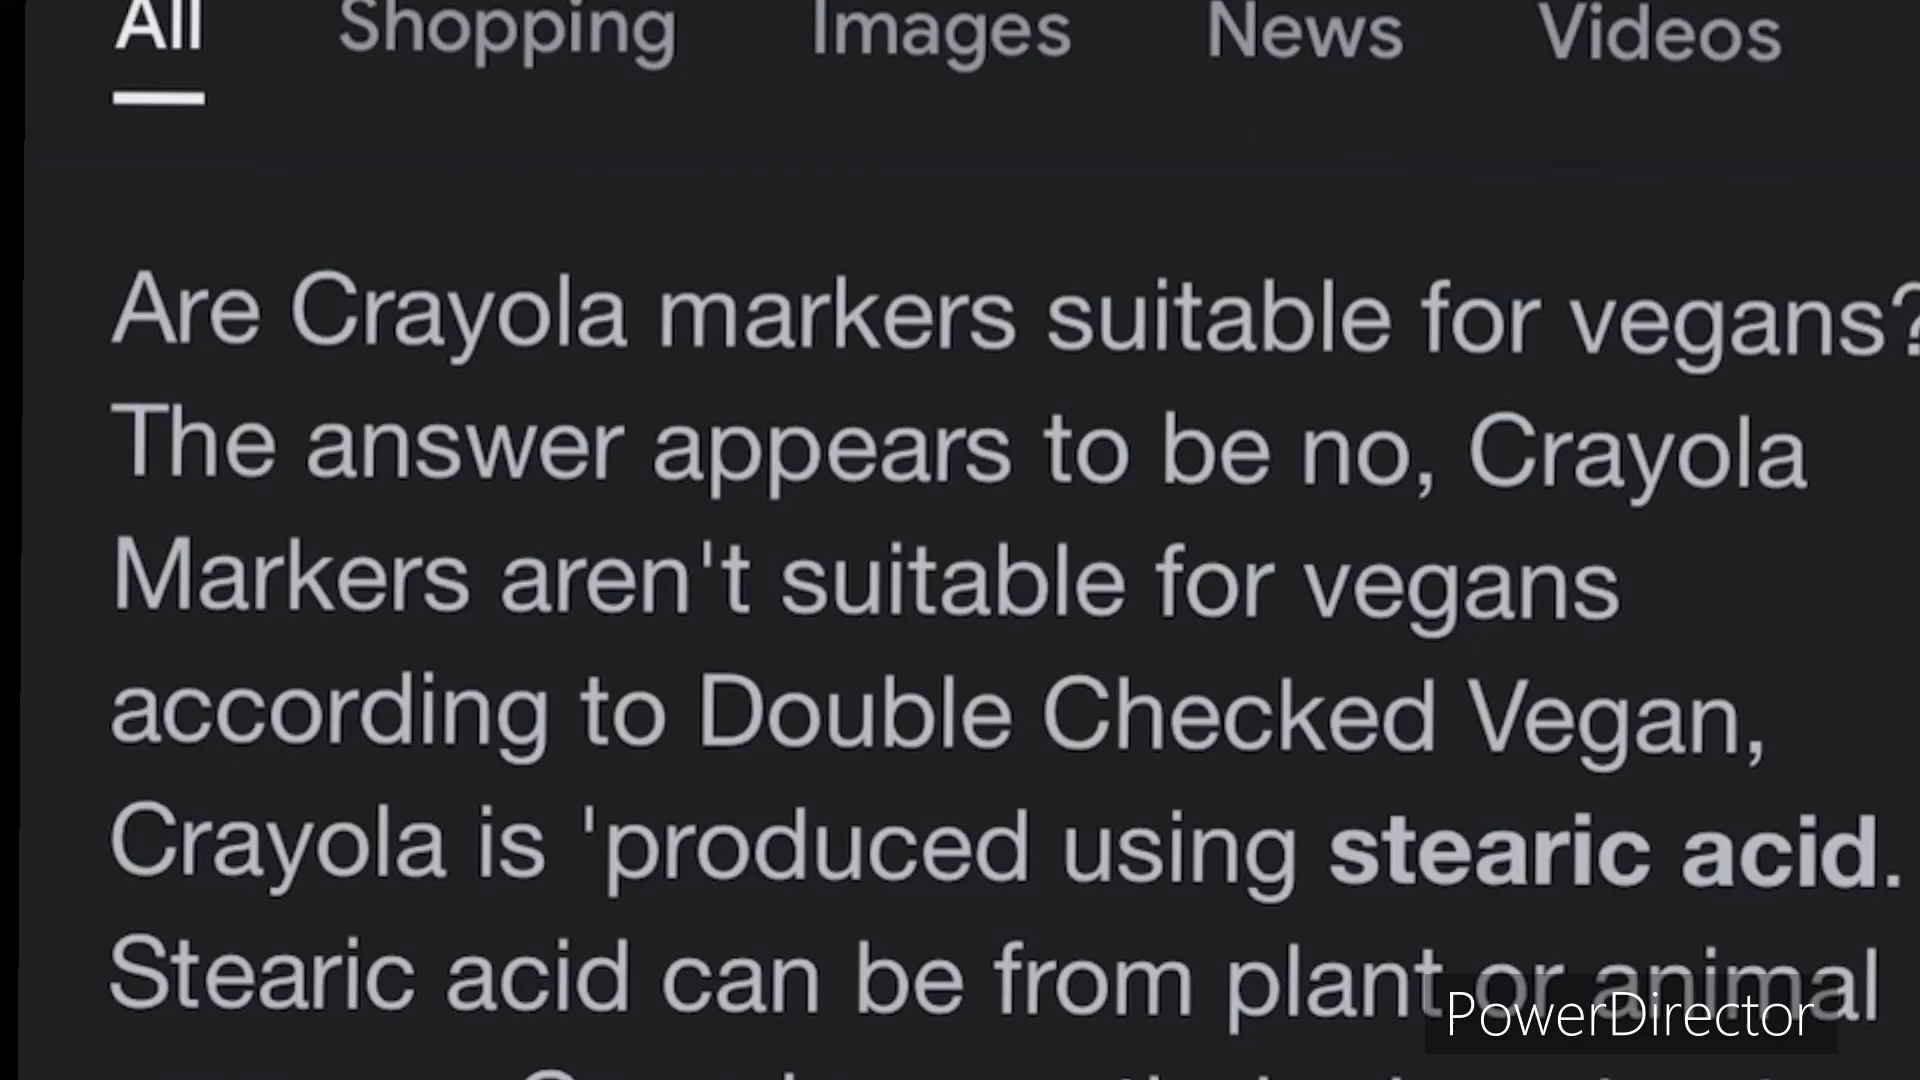 All Shopping Images News Videos
Are Crayola markers suitable for vegans?
The answer appears to be no, Crayola
Markers aren't suitable for vegans
according to Double Checked Vegan,
Crayola is 'produced using stearic acid.
Stearic acid can be from plant or animal
PowerDirector